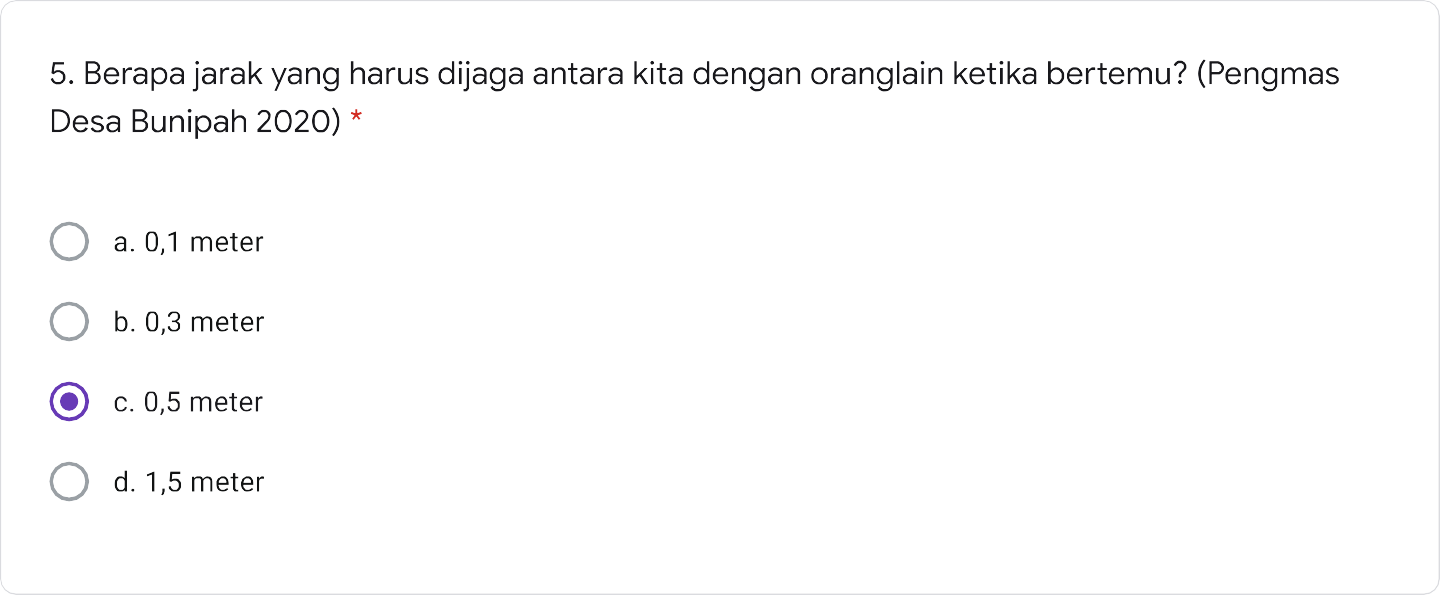 5. Berapa jarak yang harus dijaga antara kita dengan oranglain ketika bertemu? (Pengmas
Desa Bunipah 2020) *
a. 0,1 meter
b. 0,3 meter
c. 0,5 meter
d. 1,5 meter